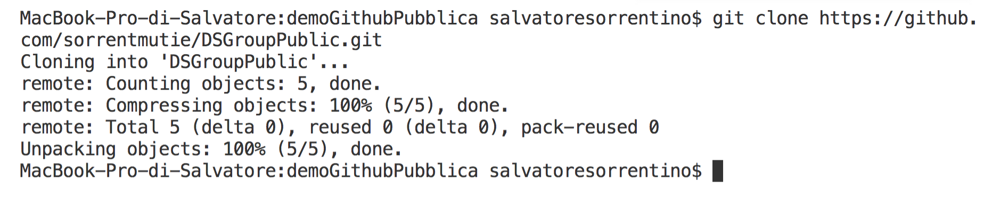 MacBook-Pro-di-Salvatore:demoGithubPubblica salvatoresorrentino$ git clone https://github.
com/sorrentmutie/DSGroupPublic.git
Cloning into 'DSGroupPublic'...
remote: Counting objects: 5, done.
remote: Compressing objects: 100% (5/5), done.
remote: Total 5 (delta 0), reused 0 (delta 0), pack-reused 0
Unpacking objects: 100% (5/5), done.
MacBook-Pro-di-Salvatore:demoGithubPubblica salvatoresorrentino$